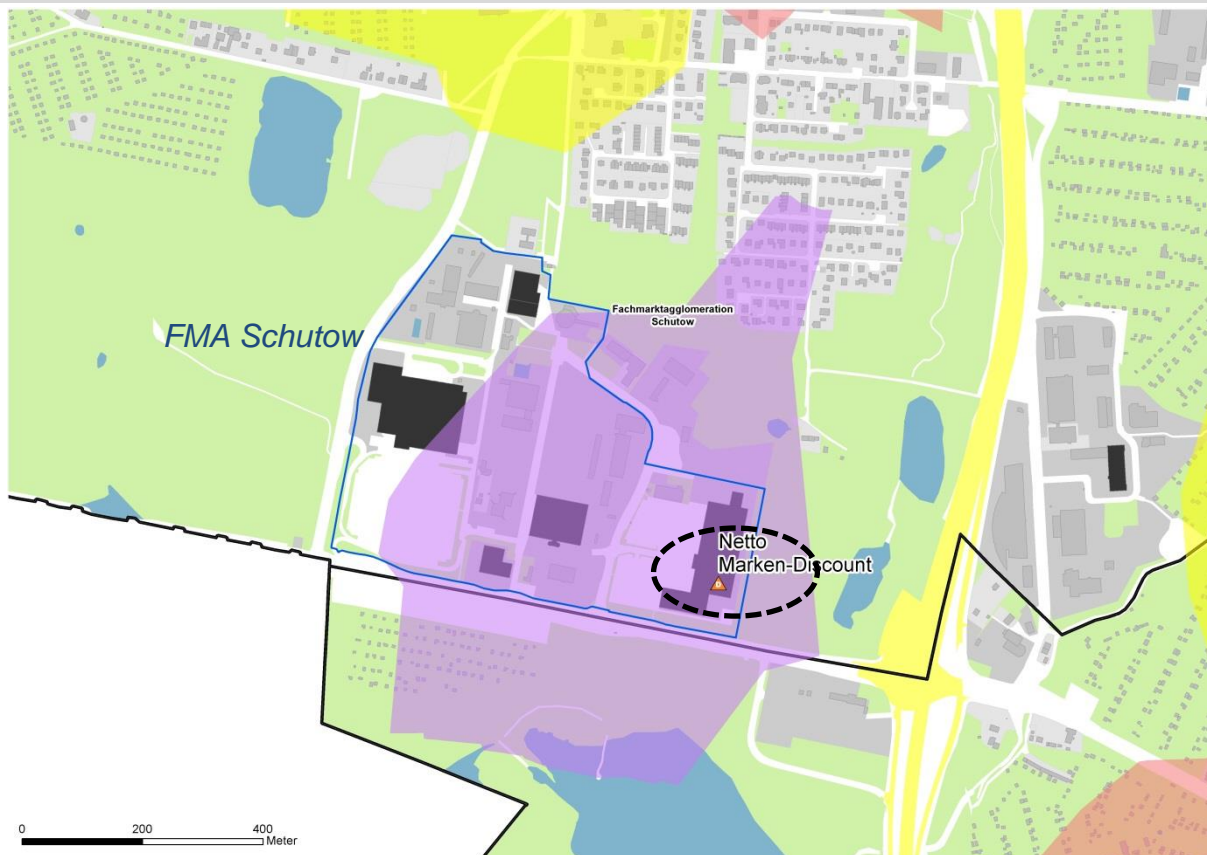 Fachmarktagglomeration
Schutow
FMA Schutow
Netto
Marken-Discount
0 200 400
Meter